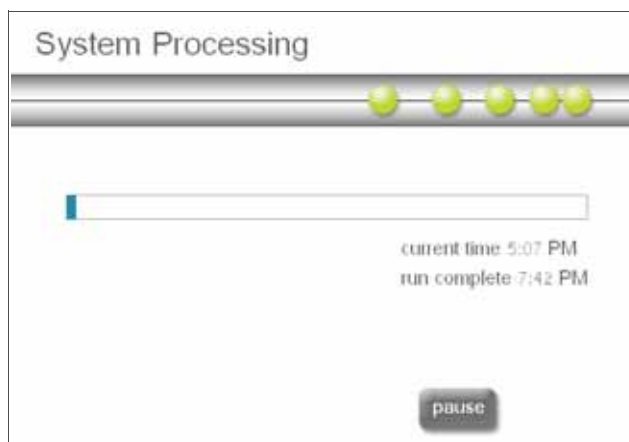 System Processing
current time 5:07 PM
run complete 7:42 PM
pause